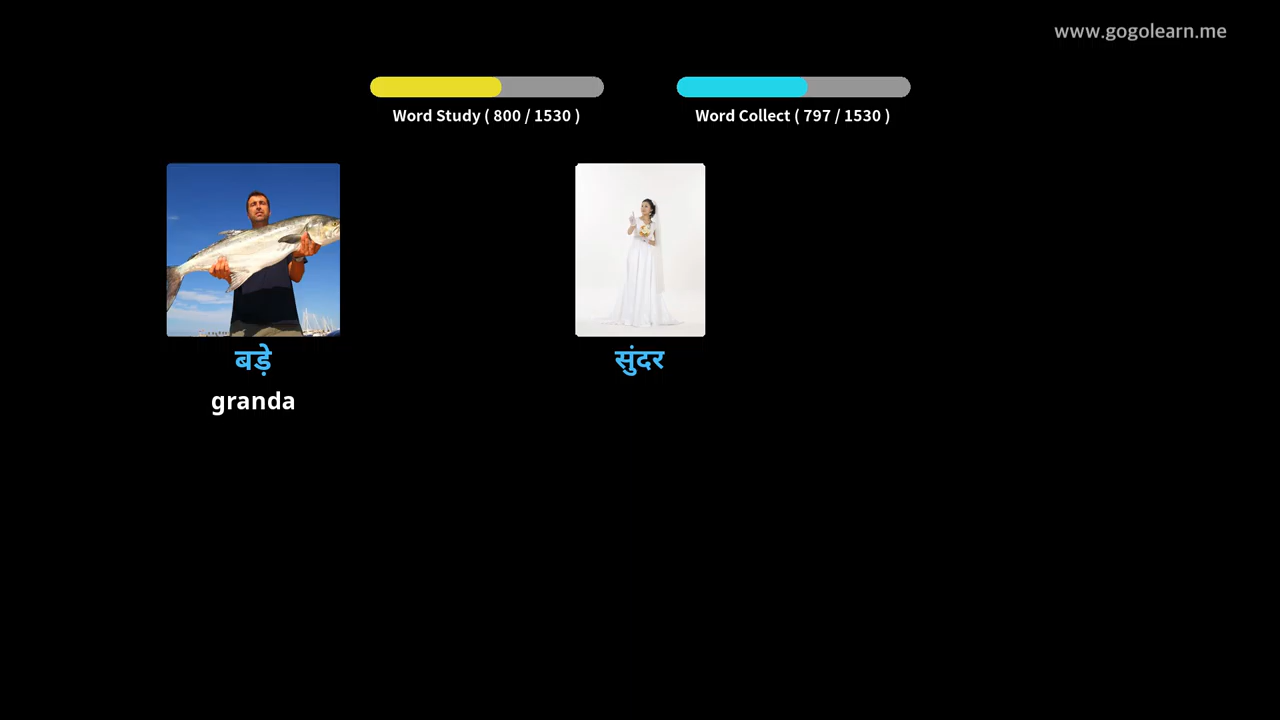 www.gogolearn.me
Word Study ( 800 / 1530 )
Word Collect ( 797 / 1530 )
बड़े
सुंदर
granda